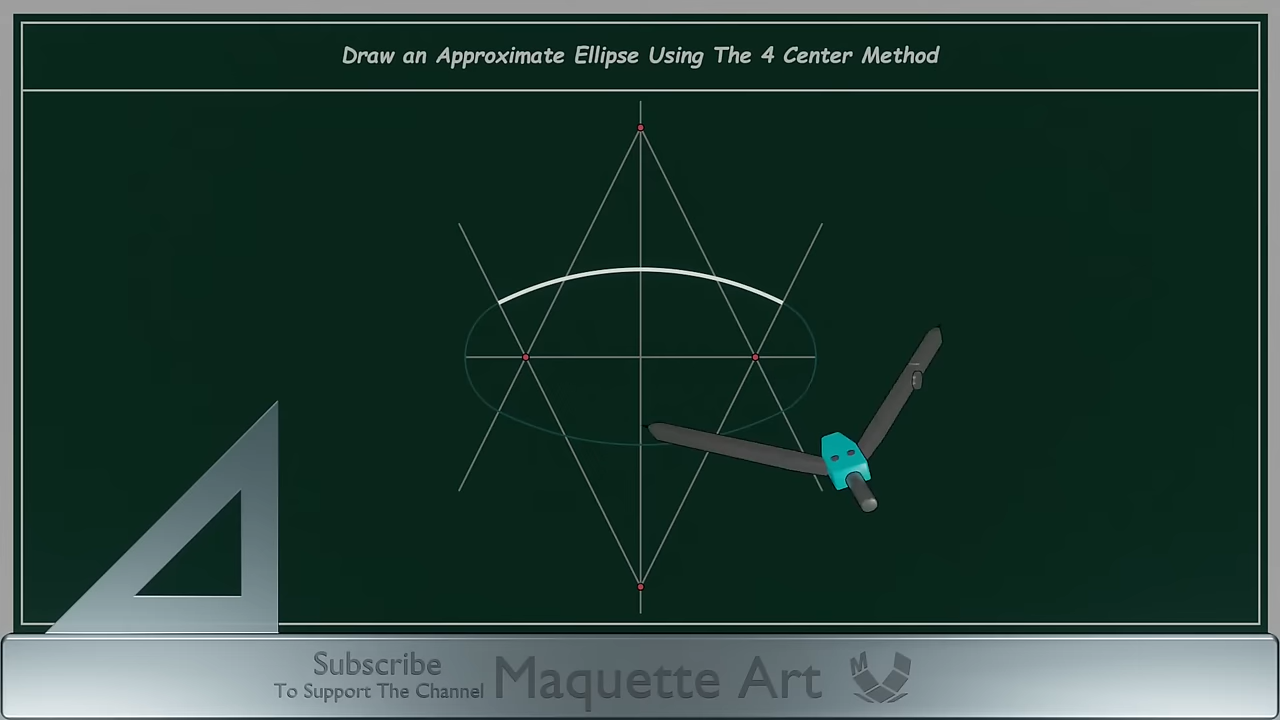 Draw an Approximate Ellipse Using The 4 Center Method
Subscribe
To Support The Channel
Maquette Art
M